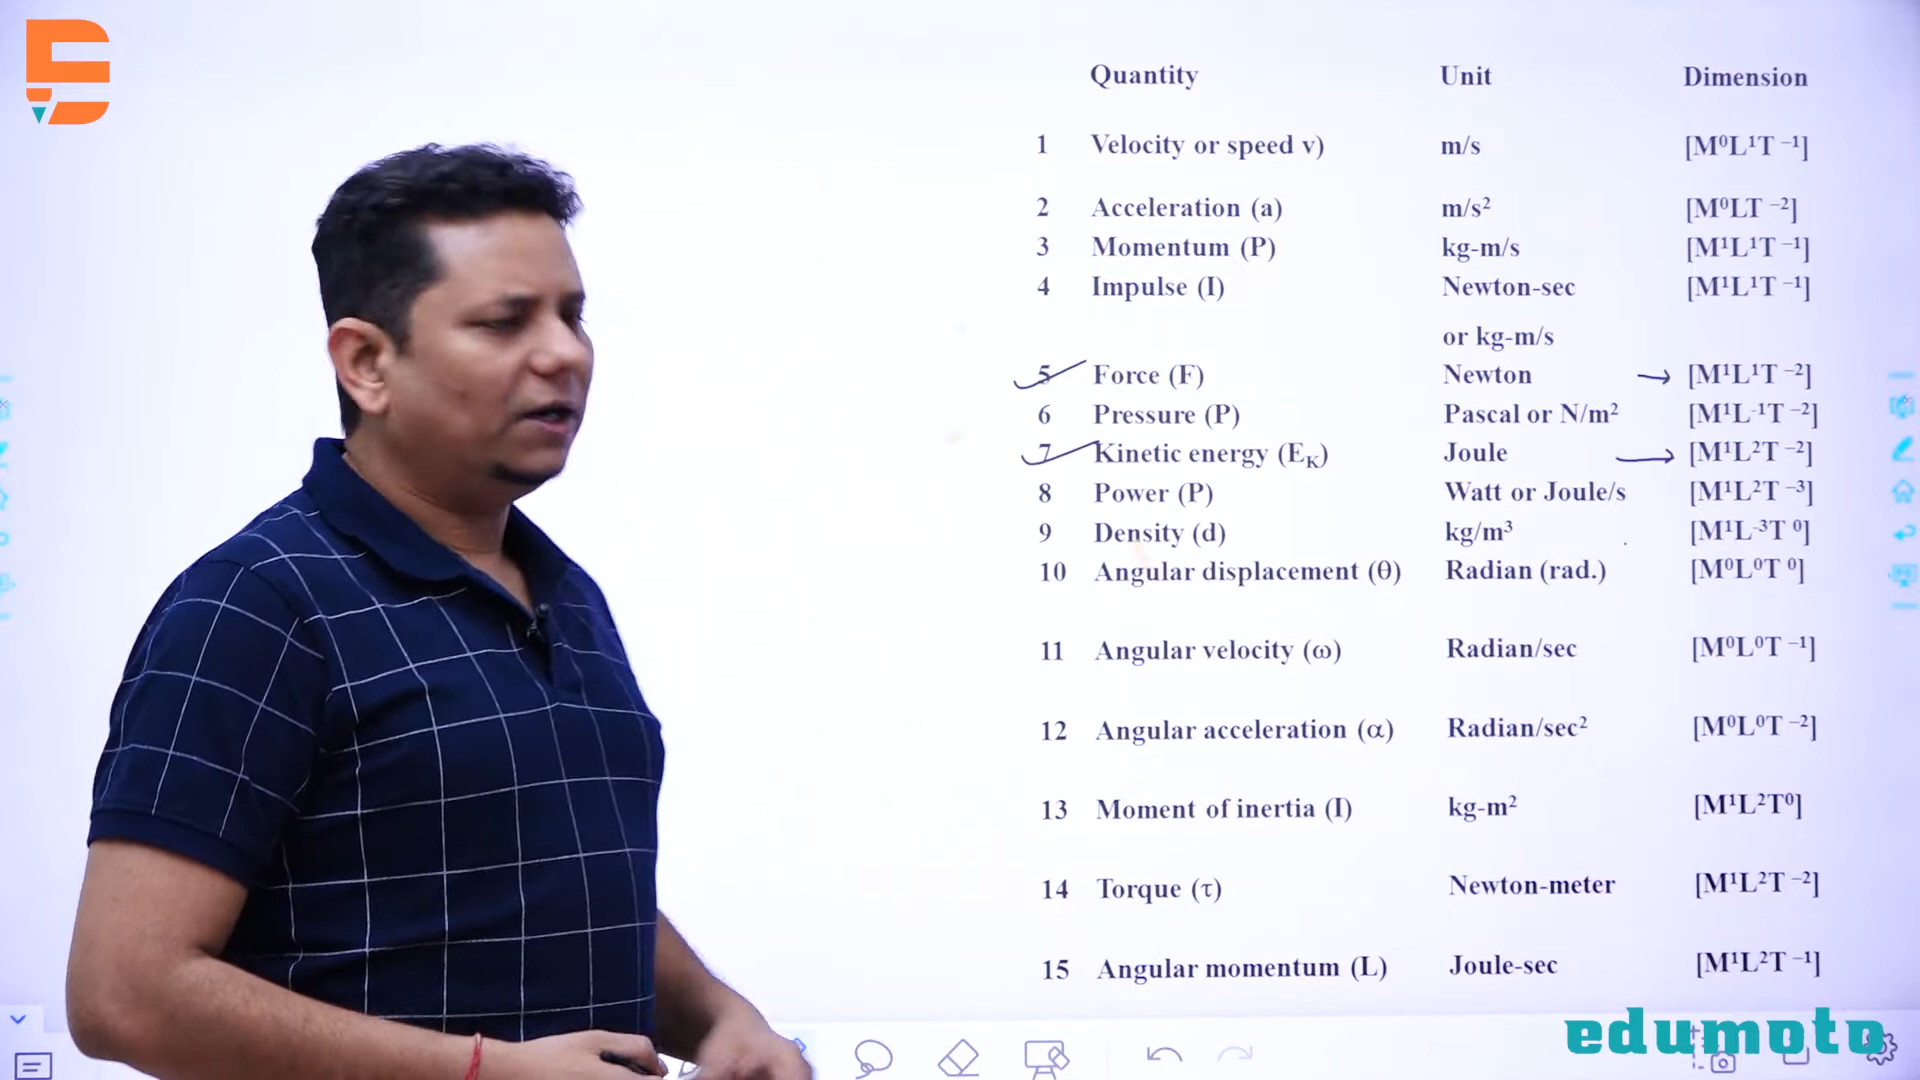 Quantity Unit Dimension
1 Velocity or speed v) m/s [M⁰L¹T ⁻¹]
2 Acceleration (a) m/s² [M⁰LT ⁻²]
3 Momentum (P) kg-m/s [M¹L¹T ⁻¹]
4 Impulse (I) Newton-sec [M¹L¹T ⁻¹]
or kg-m/s
5 Force (F) Newton → [M¹L¹T ⁻²]
6 Pressure (P) Pascal or N/m² [M¹L⁻¹T ⁻²]
7 Kinetic energy (E_K) Joule → [M¹L²T ⁻²]
8 Power (P) Watt or Joule/s [M¹L²T ⁻³]
9 Density (d) kg/m³ [M¹L⁻³T ⁰]
10 Angular displacement (θ) Radian (rad.) [M⁰L⁰T ⁰]
11 Angular velocity (ω) Radian/sec [M⁰L⁰T ⁻¹]
12 Angular acceleration (α) Radian/sec² [M⁰L⁰T ⁻²]
13 Moment of inertia (I) kg-m² [M¹L²T⁰]
14 Torque (τ) Newton-meter [M¹L²T ⁻²]
15 Angular momentum (L) Joule-sec [M¹L²T ⁻¹]
edumoto